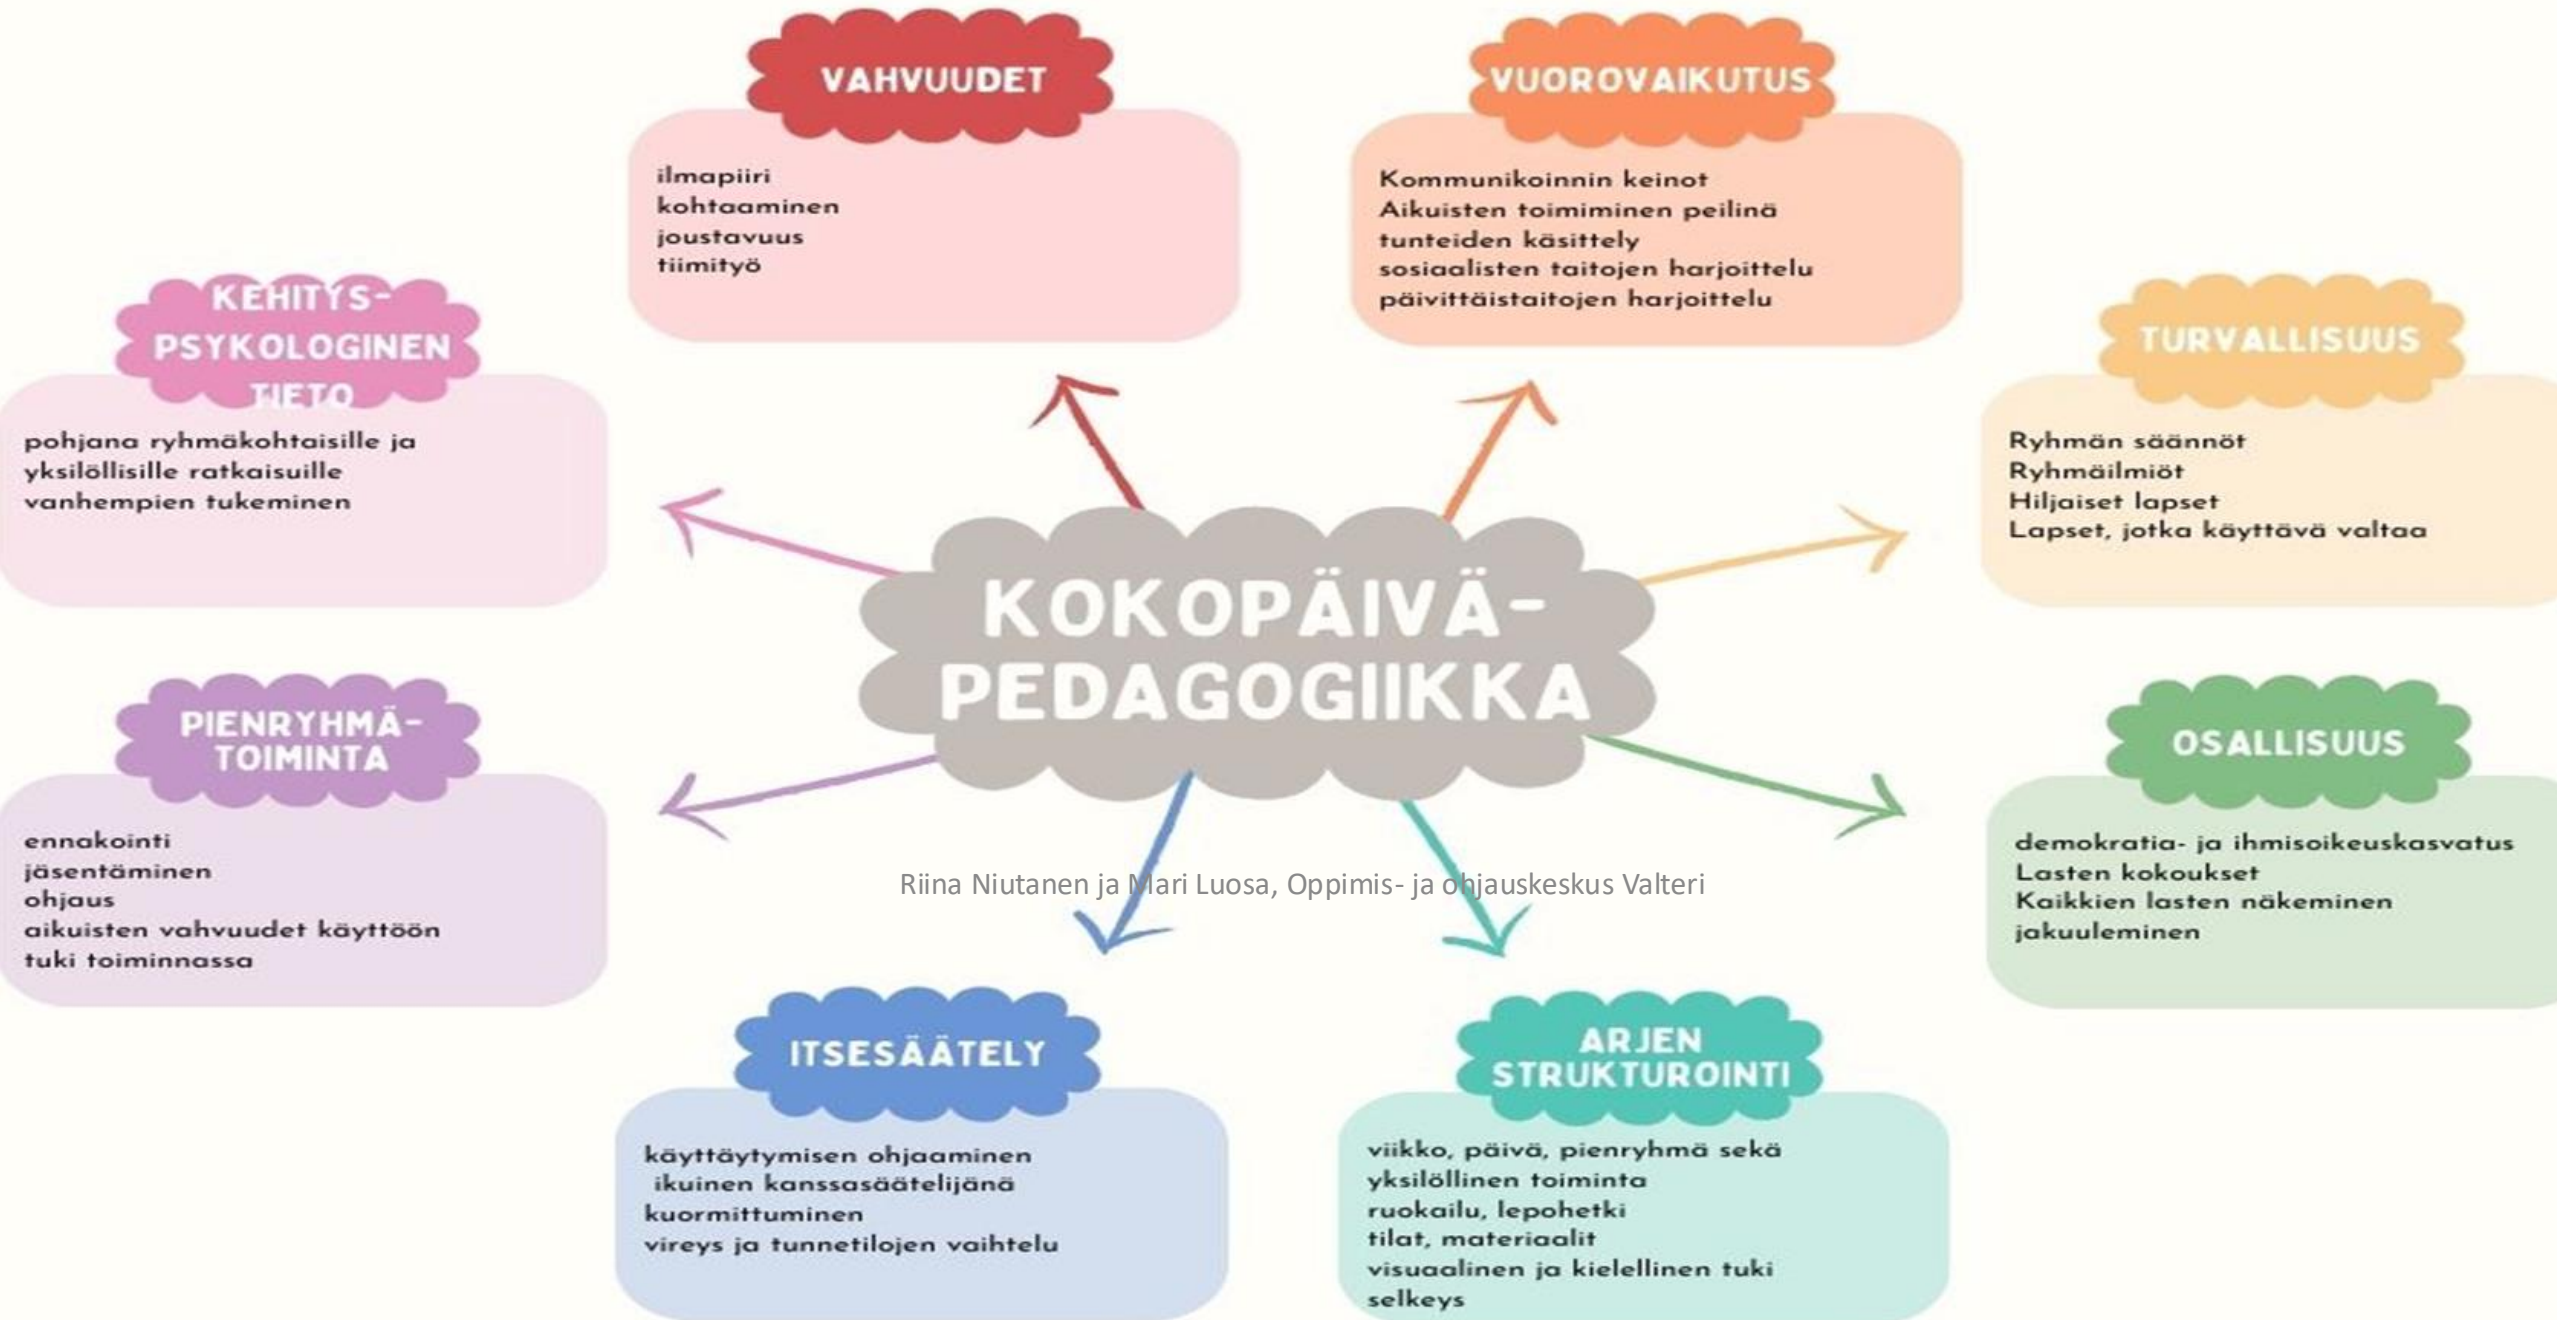 VAHVUUDET
ilmapiiri
kohtaaminen
joustavuus
tiimityö
VUOROVAIKUTUS
Kommunikoinnin keinot
Aikuisten toimiminen peilinä
tunteiden käsittely
sosiaalisten taitojen harjoittelu
päivittäistaitojen harjoittelu
KEHITYS-
PSYKOLOGINEN
TIETO
pohjana ryhmäkohtaisille ja
yksilöllisille ratkaisuille
vanhempien tukeminen
TURVALLISUUS
Ryhmän säännöt
Ryhmäilmiöt
Hiljaiset lapset
Lapset, jotka käyttävä valtaa
KOKOPÄIVÄ-
PEDAGOGIIKKA
PIENRYHMÄ-
TOIMINTA
ennakointi
jäsentäminen
ohjaus
aikuisten vahvuudet käyttöön
tuki toiminnassa
OSALLISUUS
demokratia- ja ihmisoikeuskasvatus
Lasten kokoukset
Kaikkien lasten näkeminen
jakuuleminen
Riina Niutanen ja Mari Luosa, Oppimis- ja ohjauskeskus Valteri
ITSESÄÄTELY
käyttäytymisen ohjaaminen
ikuinen kanssasäätelijänä
kuormittuminen
vireys ja tunnetilojen vaihtelu
ARJEN
STRUKTUROINTI
viikko, päivä, pienryhmä sekä
yksilöllinen toiminta
ruokailu, lepohetki
tilat, materiaalit
visuaalinen ja kielellinen tuki
selkeys